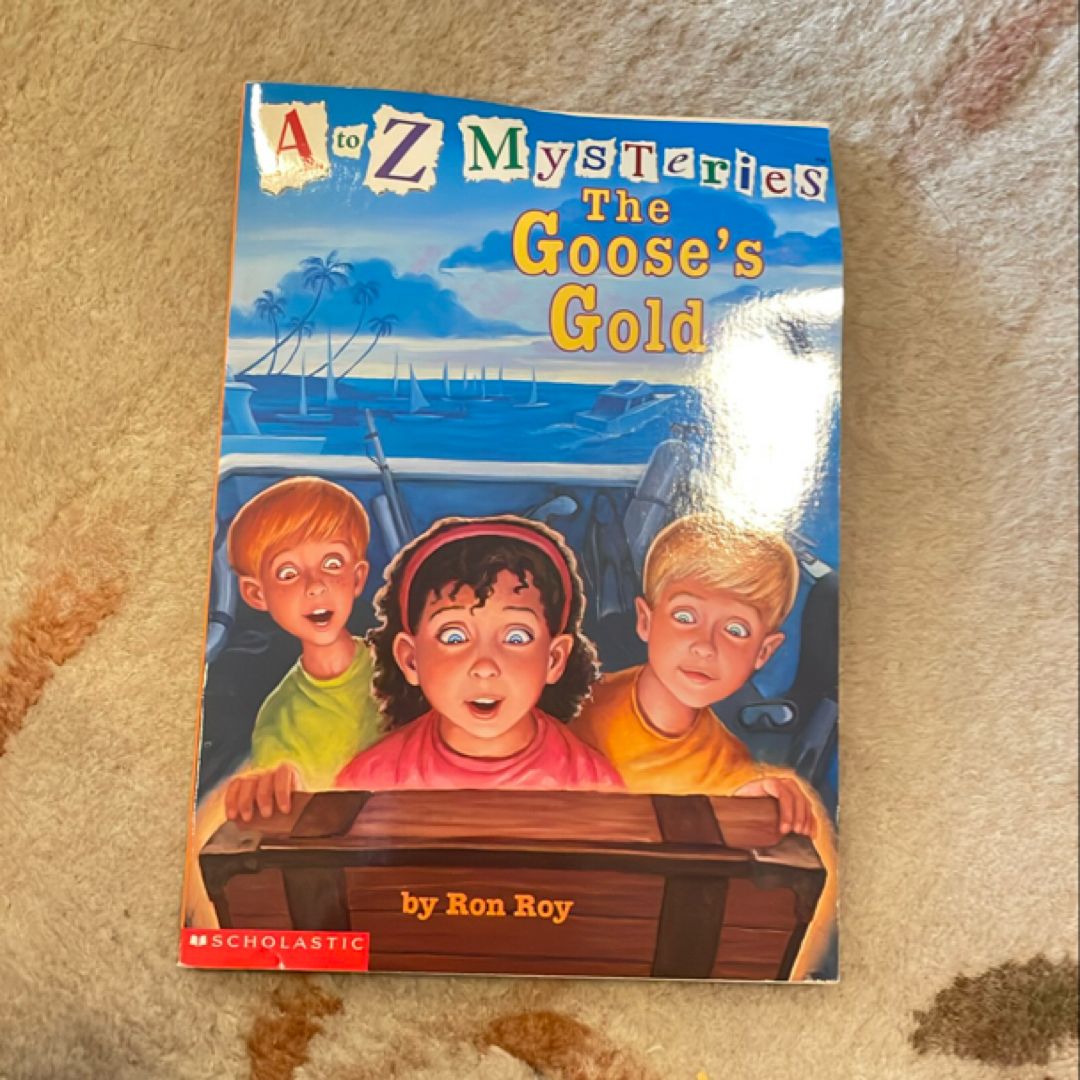 A to Z Mysteries
The
Goose's
Gold
by Ron Roy
SCHOLASTIC